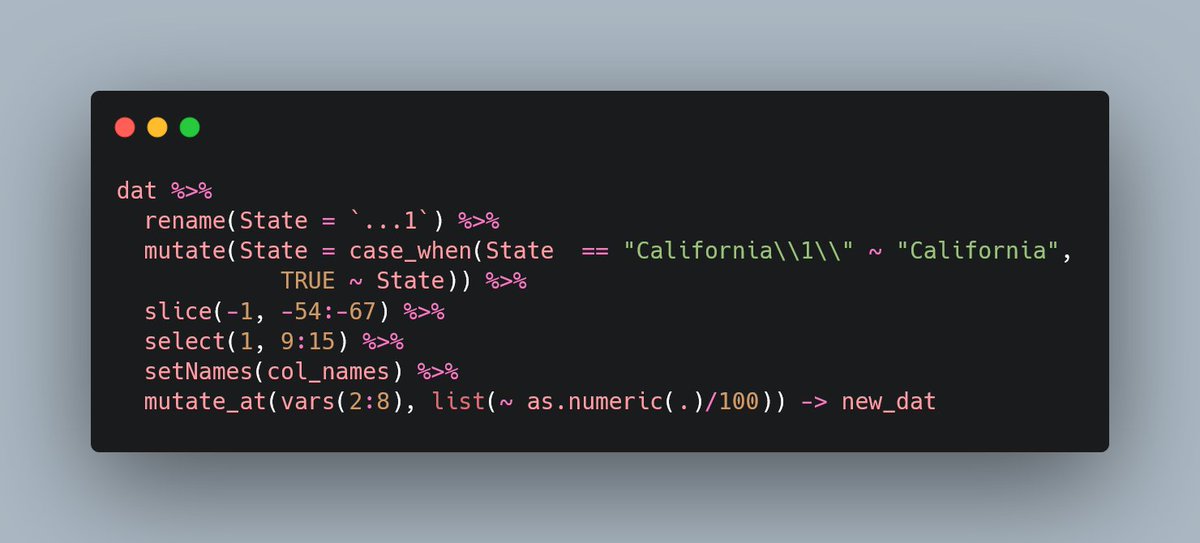 dat %>%
  rename(State = `...1`) %>%
  mutate(State = case_when(State  == "California\\1\\" ~ "California",
            TRUE ~ State)) %>%
  slice(-1, -54:-67) %>%
  select(1, 9:15) %>%
  setNames(col_names) %>%
  mutate_at(vars(2:8), list(~ as.numeric(.)/100)) -> new_dat